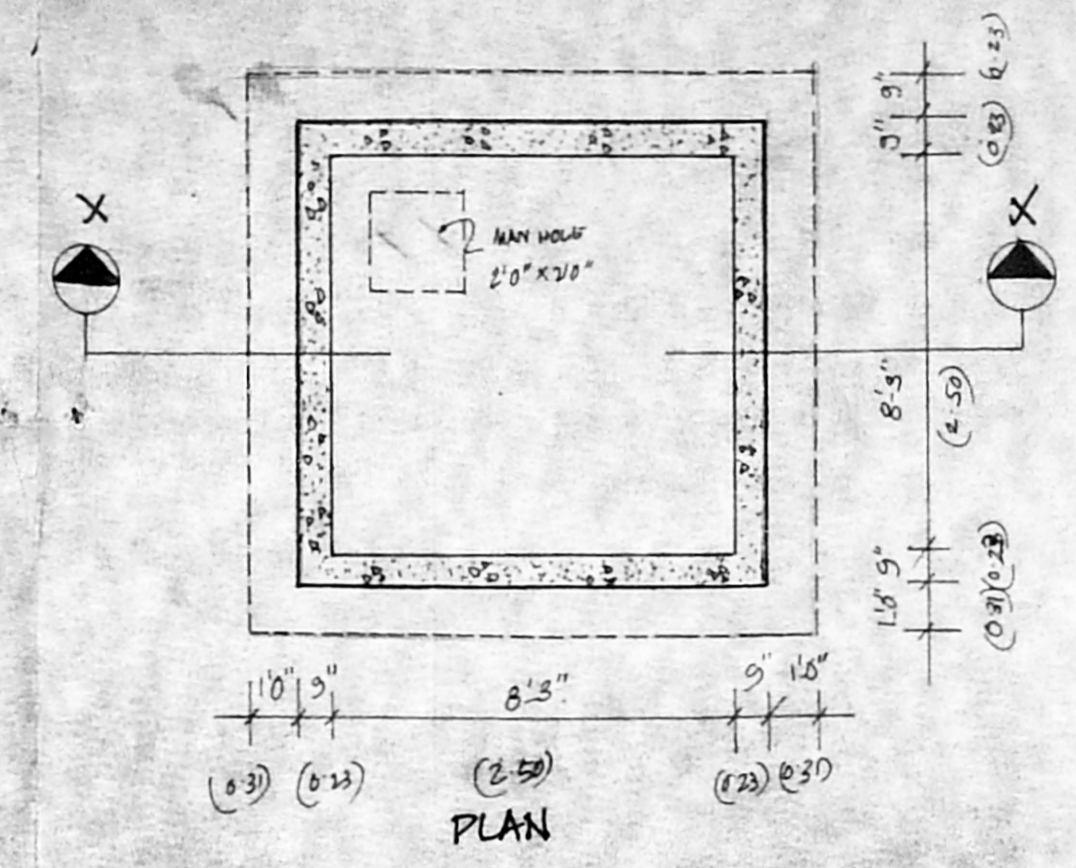 X
X
MAN HOLE
2'0" X 2'0"
9" (0.23)
9" (0.23)
8'-3" (2.50)
9" (0.23)
1'0" (0.31)
1'0" 9" 8'3" 9" 1'0"
(0.31) (0.23) (2.50) (0.23) (0.31)
PLAN